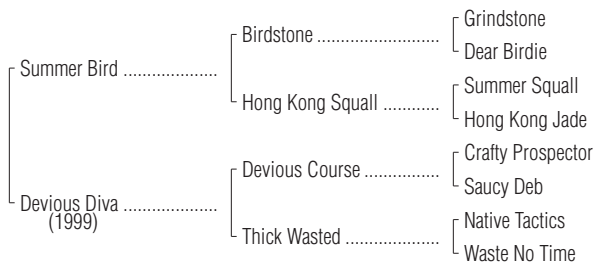 Grindstone
Birdstone ..........................
Dear Birdie
Summer Bird ....................
Summer Squall
Hong Kong Squall ............
Hong Kong Jade
Crafty Prospector
Devious Course ................
Saucy Deb
Devious Diva ....................
(1999)
Native Tactics
Thick Wasted ....................
Waste No Time